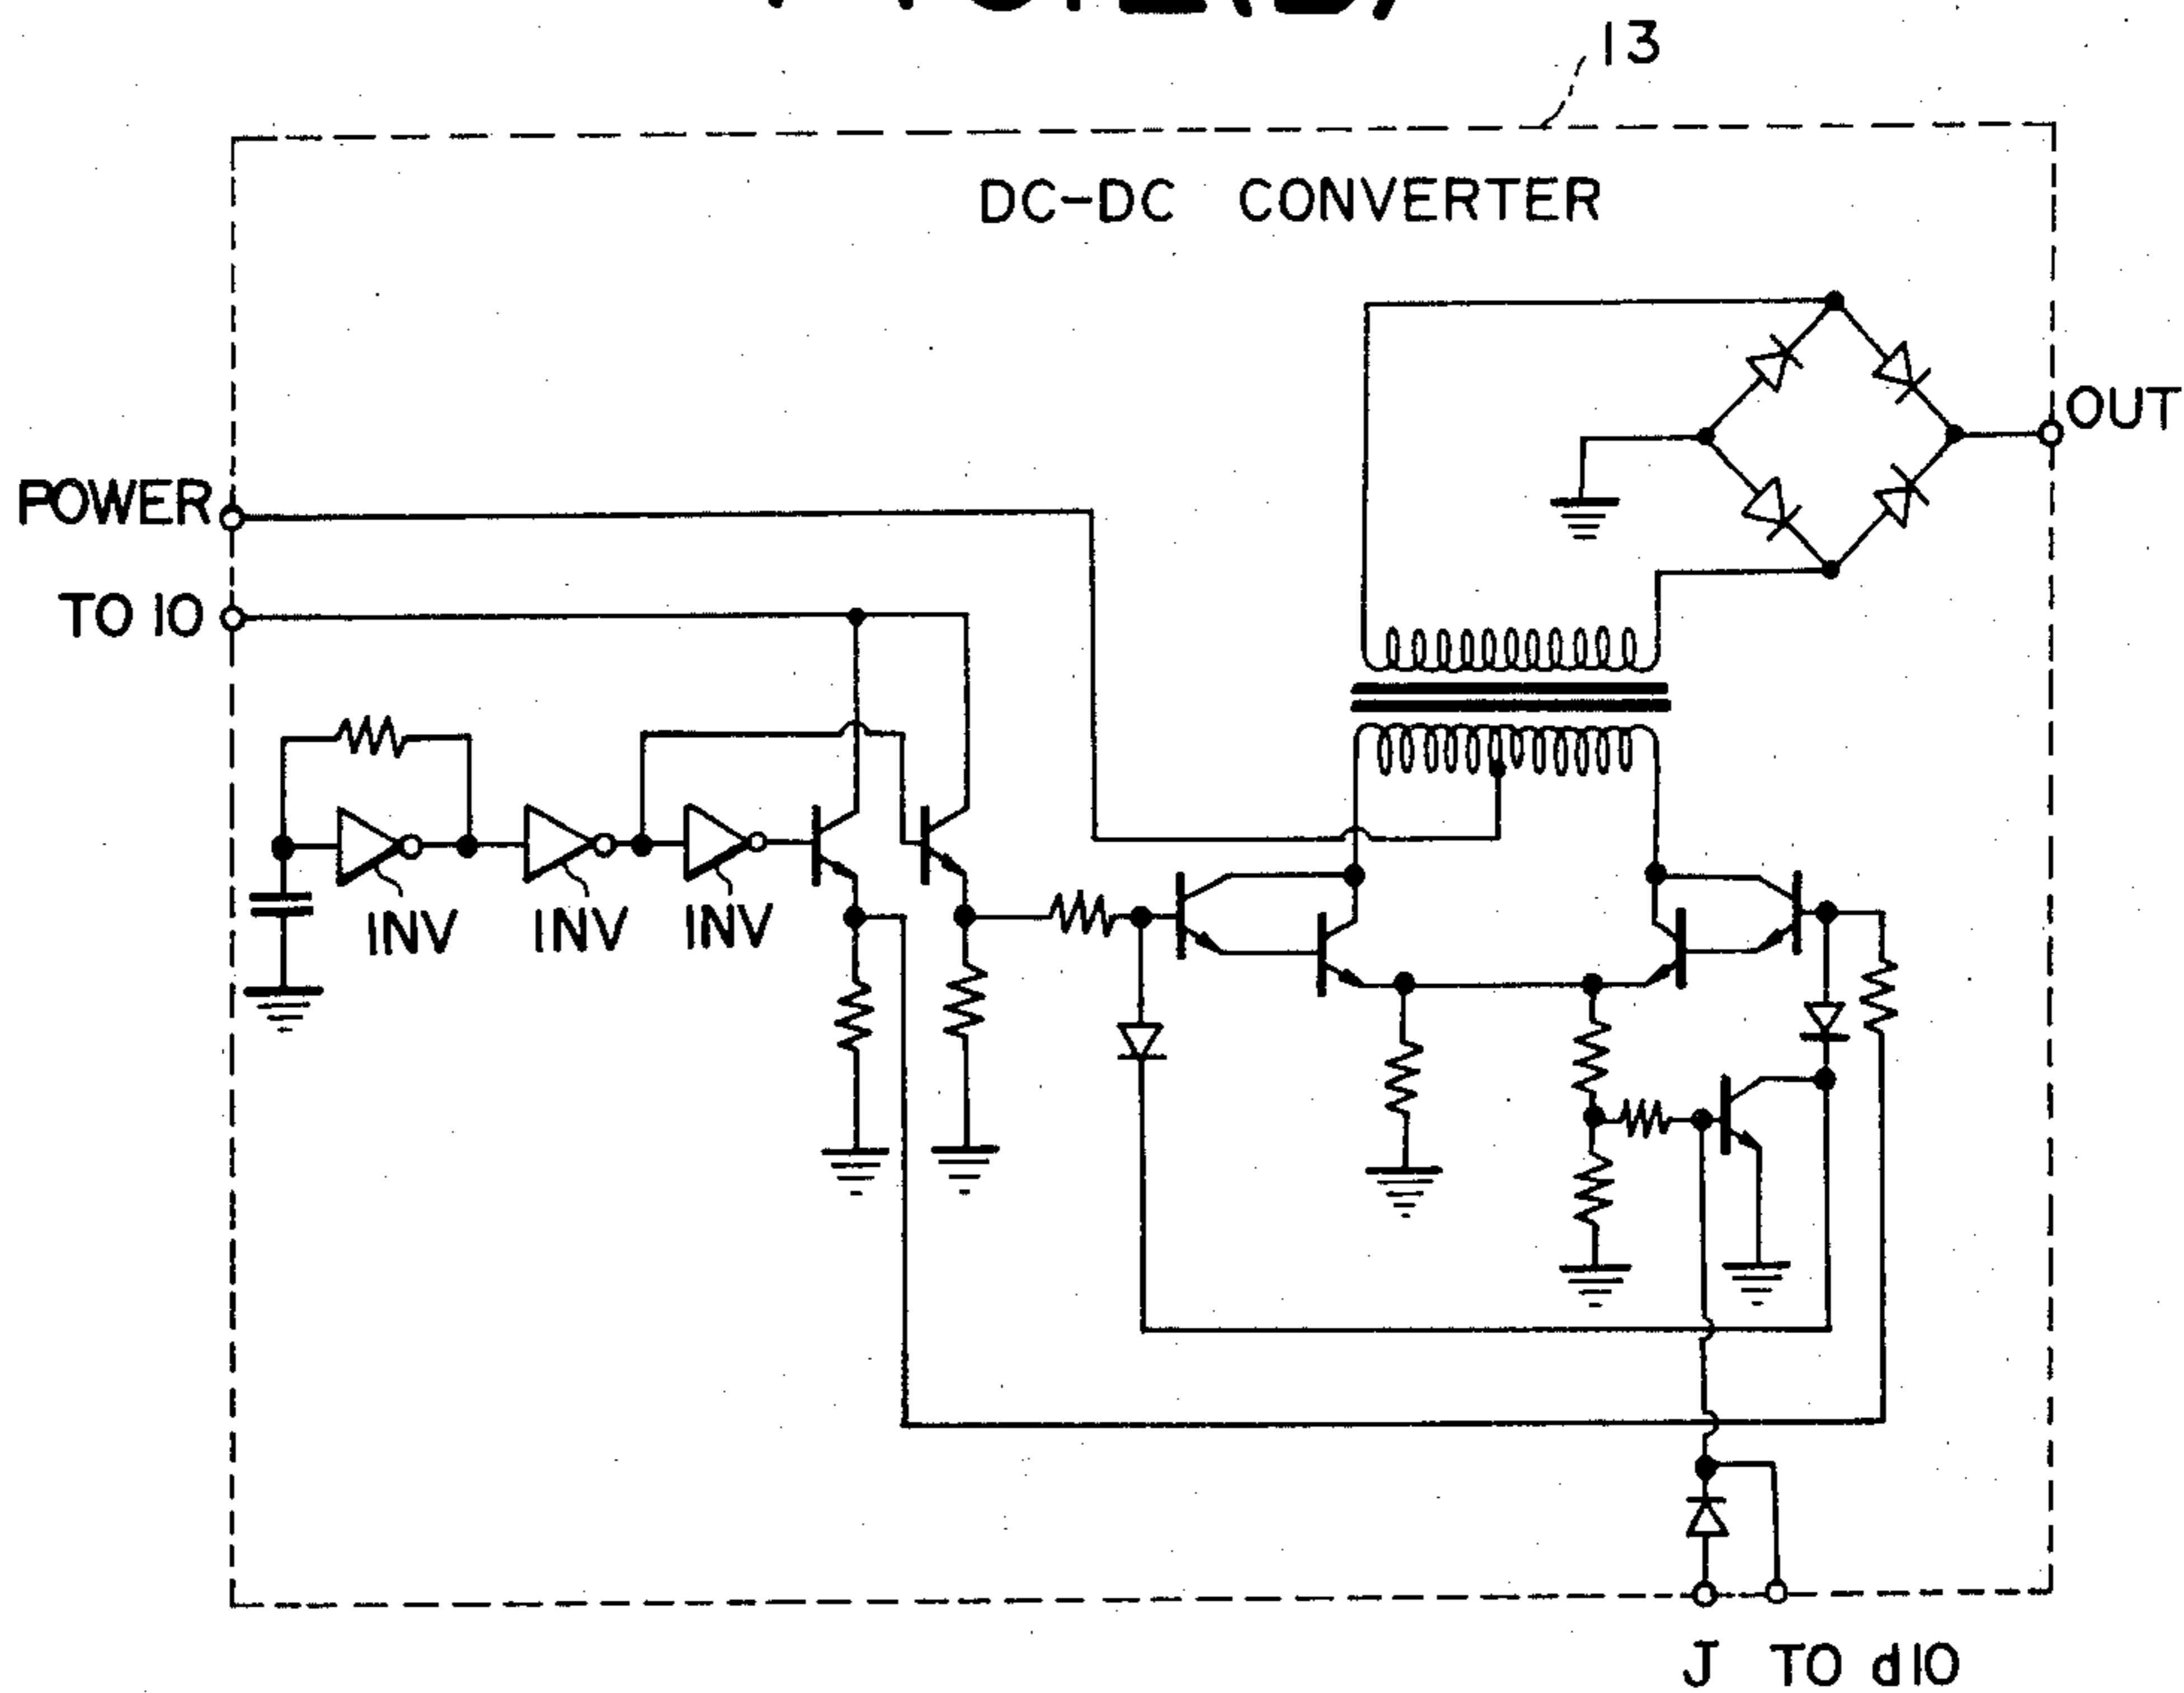 13
DC-DC CONVERTER
OUT
POWER
TO 10
INV
INV
INV
J
TO d10